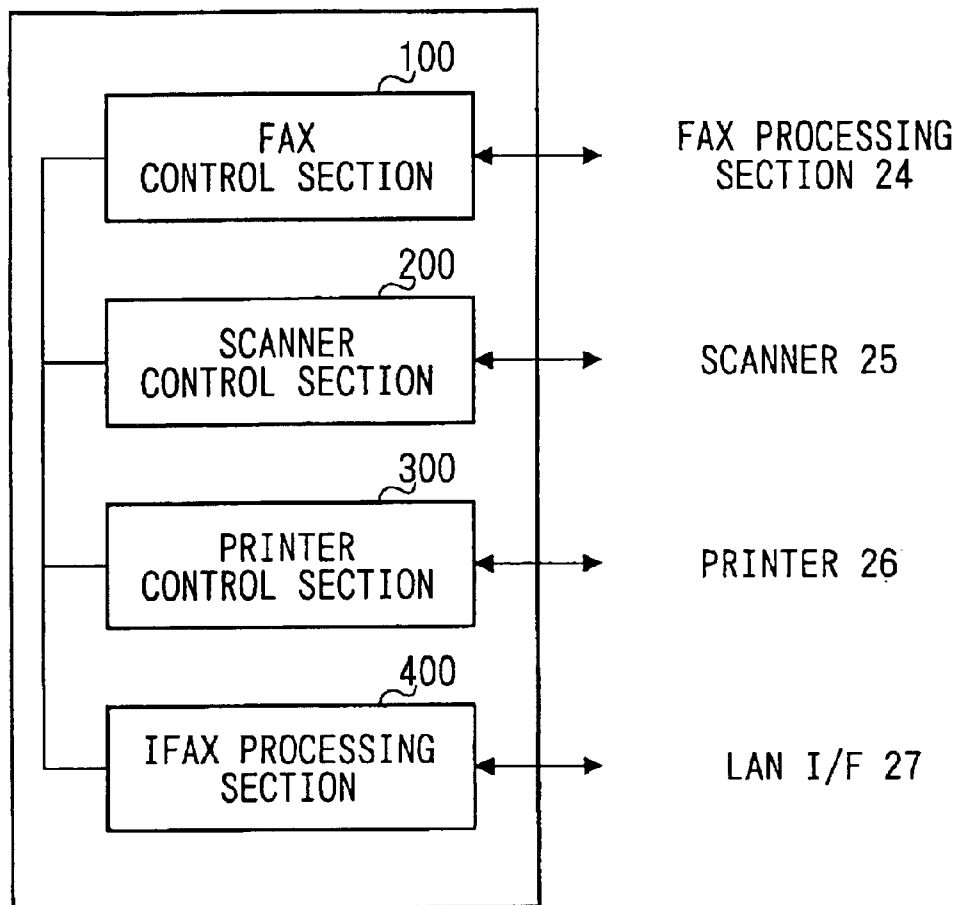 100
FAX
CONTROL SECTION
FAX PROCESSING
SECTION 24
200
SCANNER
CONTROL SECTION
SCANNER 25
300
PRINTER
CONTROL SECTION
PRINTER 26
400
IFAX PROCESSING
SECTION
LAN I/F 27